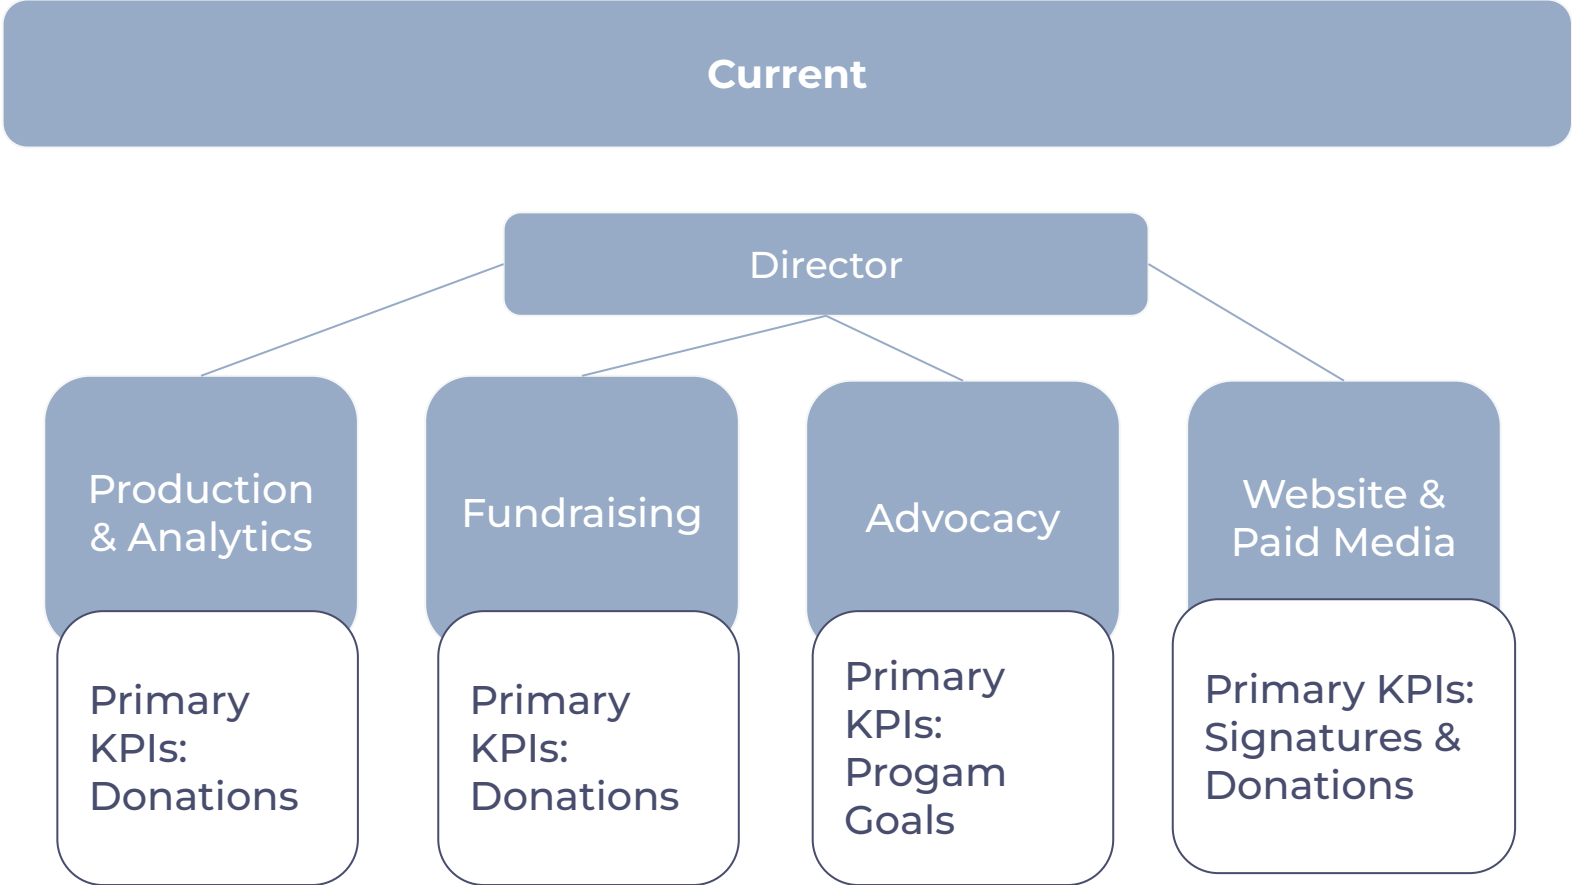 Current
Director
Production
& Analytics
Fundraising
Advocacy
Website &
Paid Media
Primary
KPIs:
Donations
Primary
KPIs:
Donations
Primary
KPIs:
Progam
Goals
Primary KPIs:
Signatures &
Donations